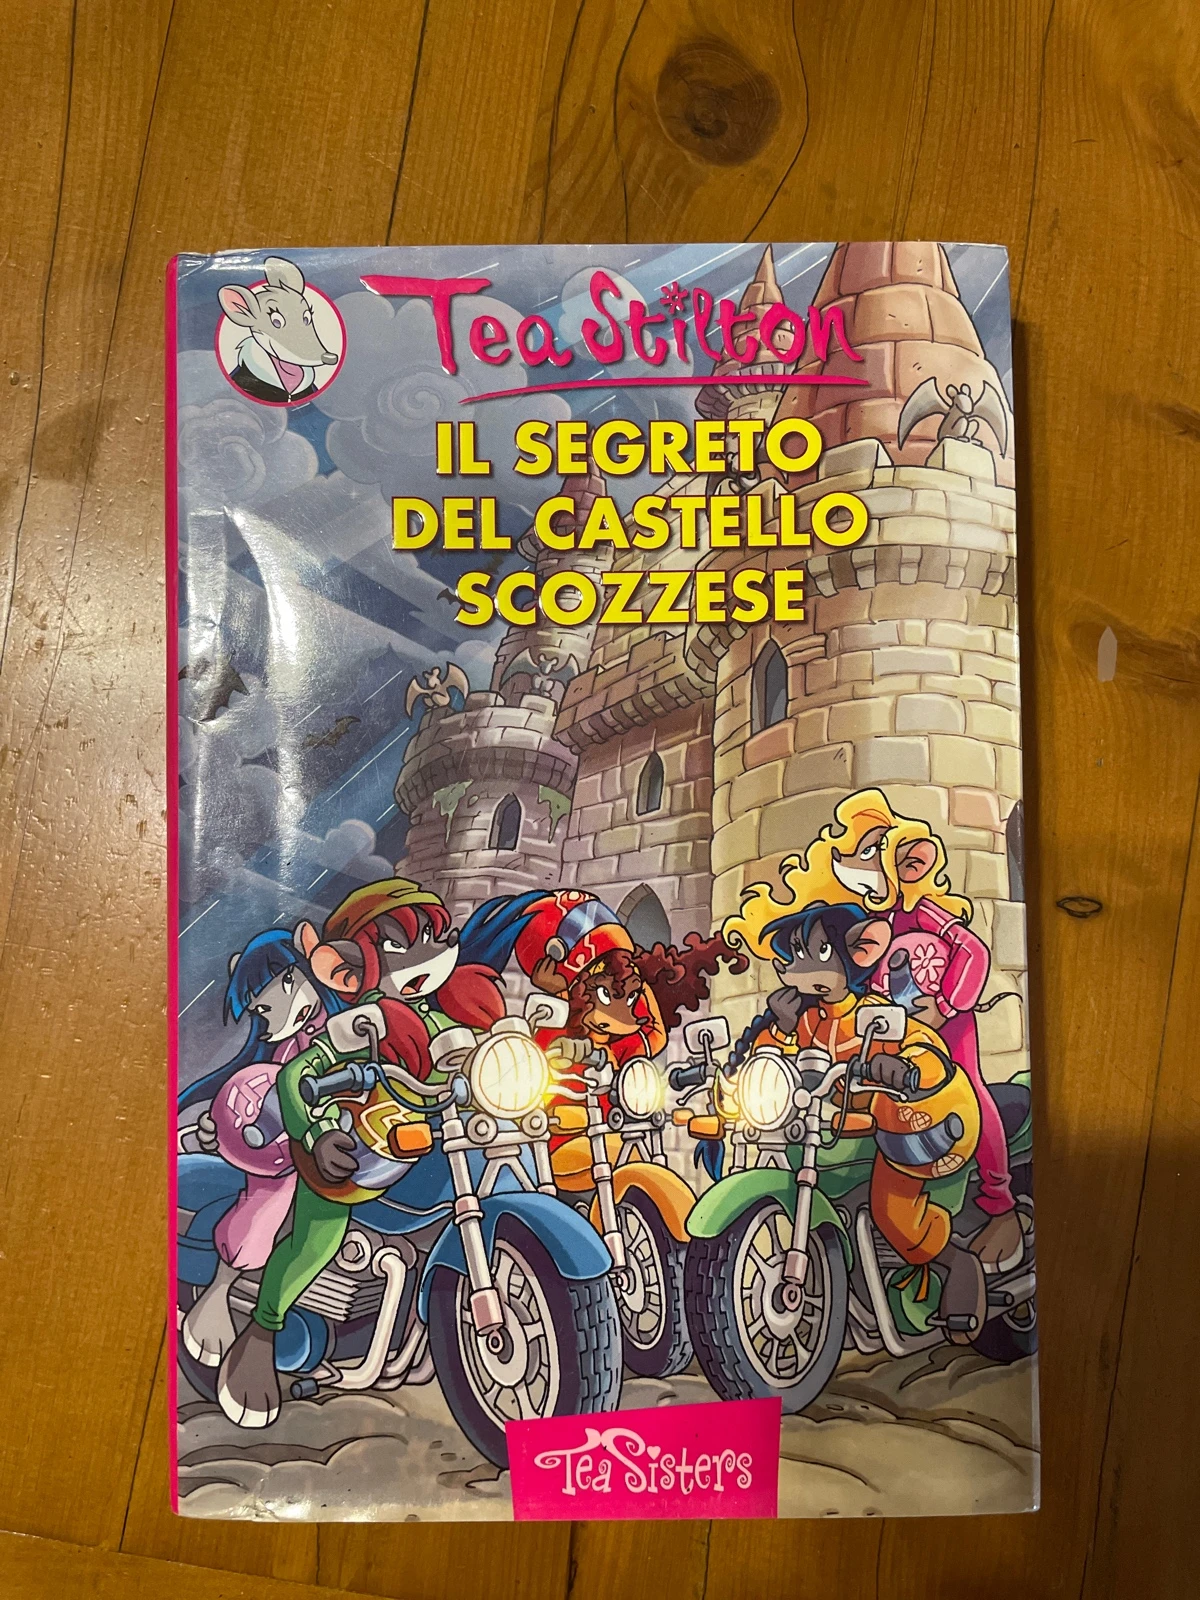 Tea Stilton
IL SEGRETO
DEL CASTELLO
SCOZZESE
Tea Sisters